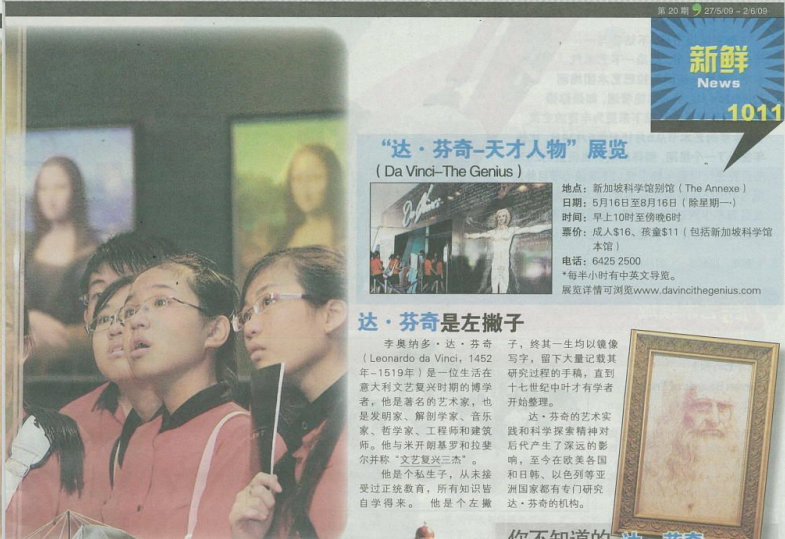 第 20 期 27/5/09 – 2/6/09
新鲜
News
1011
“达·芬奇–天才人物”展览
( Da Vinci–The Genius )
地点：新加坡科学馆别馆（The Annexe）
日期：5月16日至8月16日（除星期一）
时间：早上10时至傍晚6时
票价：成人$16、孩童$11（包括新加坡科学馆
本馆）
电话：6425 2500
*每半小时有中英文导览。
展览详情可浏览www.davincithegenius.com
达·芬奇是左撇子
李奥纳多·达·芬奇
（Leonardo da Vinci，1452
年–1519年）是一位生活在
意大利文艺复兴时期的博学
者，他是著名的艺术家，也
是发明家、解剖学家、音乐
家、哲学家、工程师和建筑
师。他与米开朗基罗和拉斐
尔并称“文艺复兴三杰”。
他是个私生子，从未接
受过正统教育，所有知识皆
自学得来。 他是个左撇
子，终其一生均以镜像
写字，留下大量记载其
研究过程的手稿，直到
十七世纪中叶才有学者
开始整理。
达·芬奇的艺术实
践和科学探索精神对
后代产生了深远的影
响，至今在欧美各国
和日韩、以色列等亚
洲国家都有专门研究
达·芬奇的机构。
你不知道的 达·芬奇